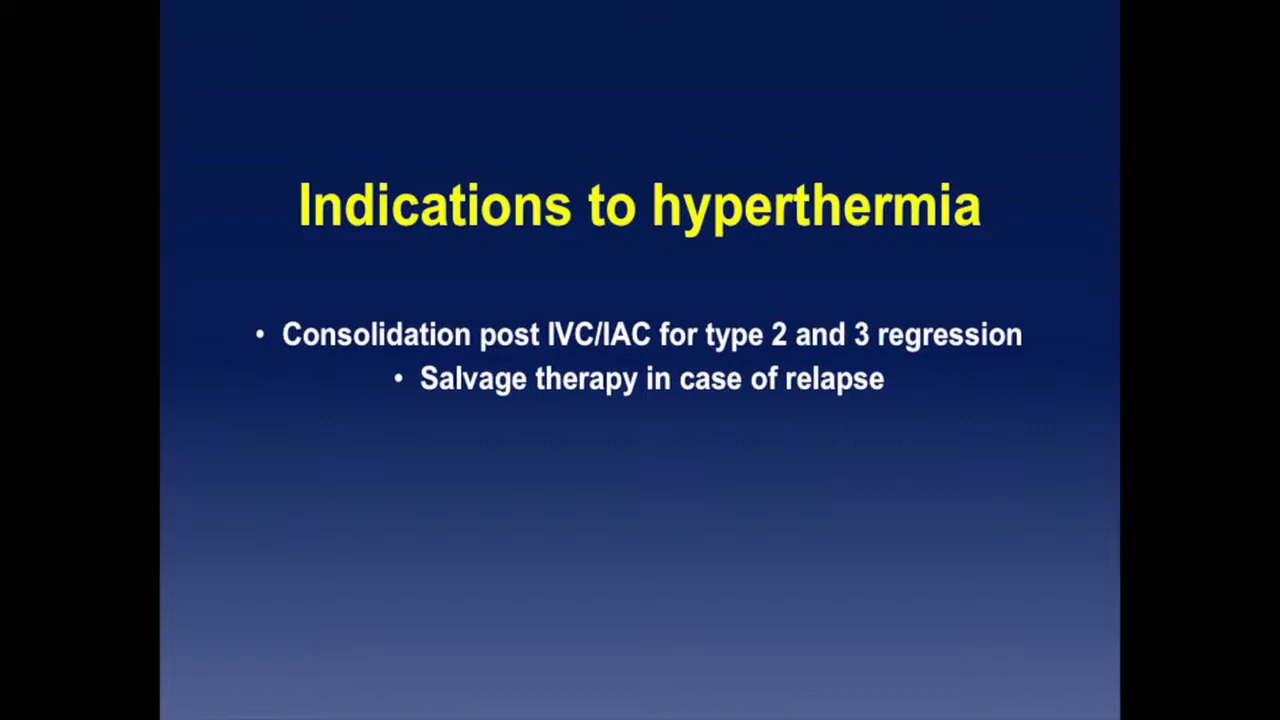 Indications to hyperthermia
• Consolidation post IVC/IAC for type 2 and 3 regression
• Salvage therapy in case of relapse